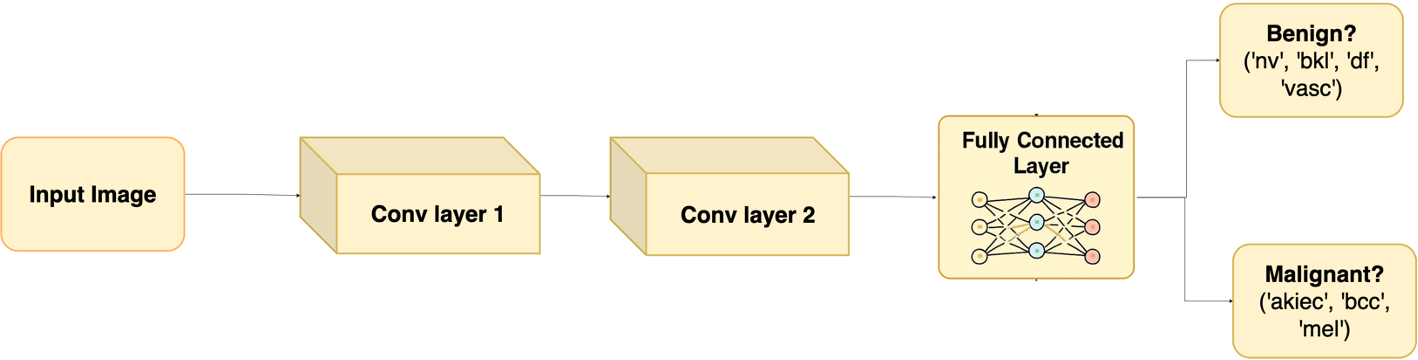 Input Image
Conv layer 1
Conv layer 2
Fully Connected
Layer
Benign?
('nv', 'bkl', 'df',
'vasc')
Malignant?
('akiec', 'bcc',
'mel')